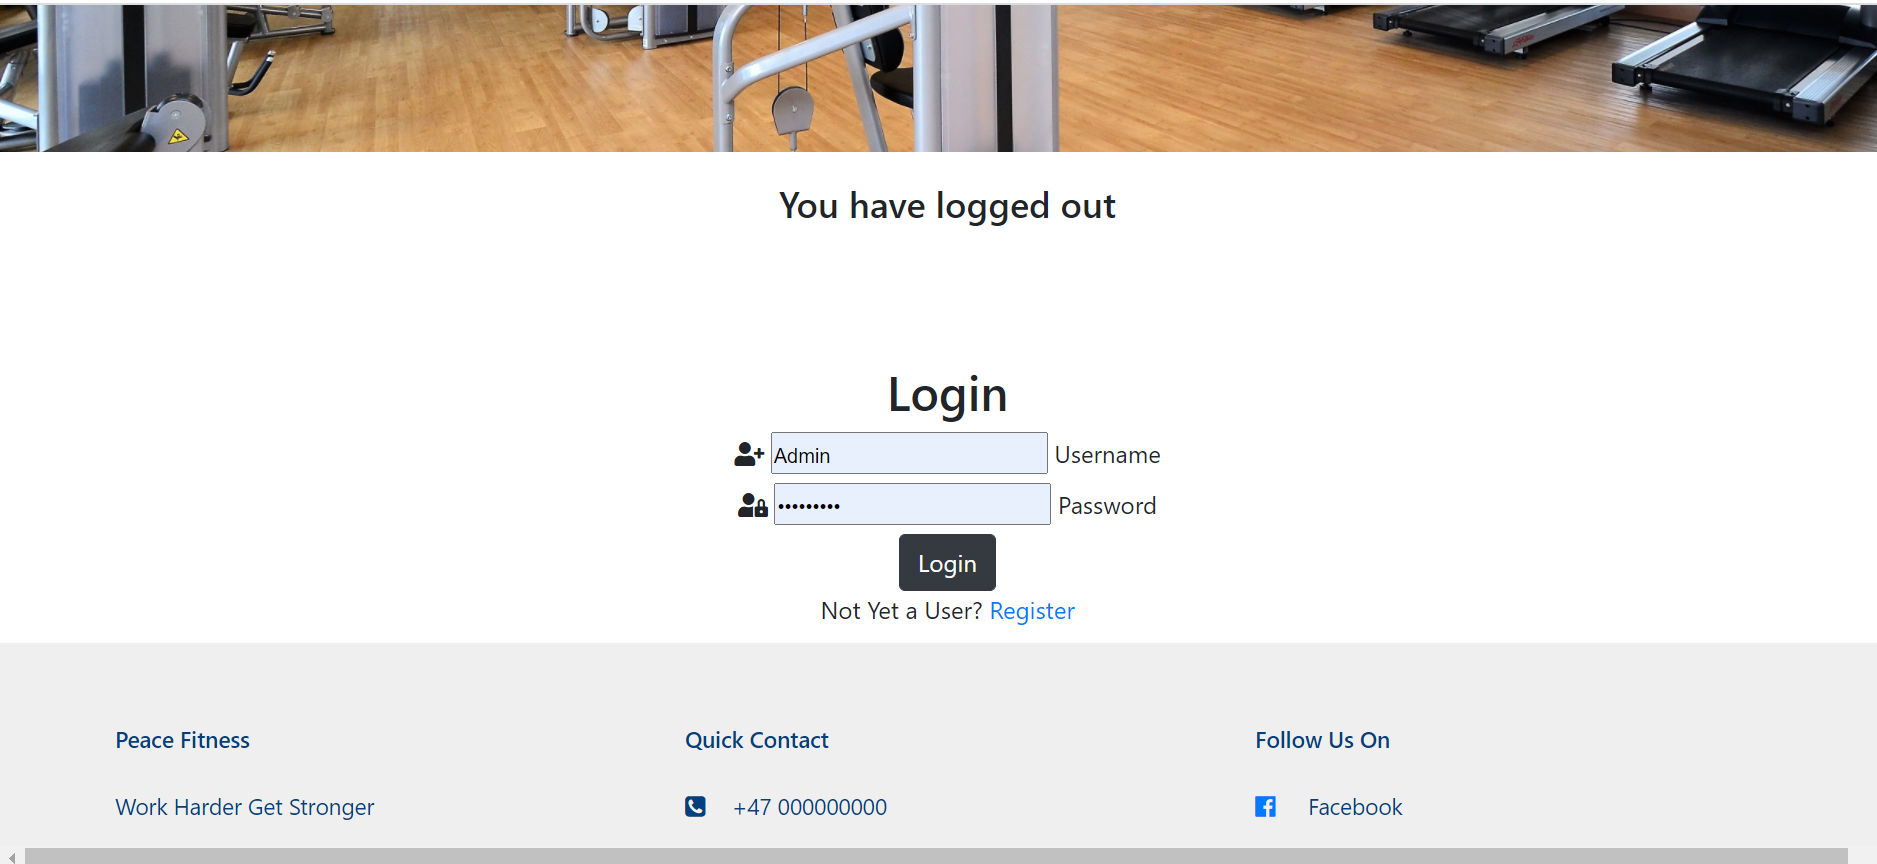 You have logged out
Login
Admin Username
••••••••• Password
Login
Not Yet a User? Register
Peace Fitness
Work Harder Get Stronger
Quick Contact
+47 000000000
Follow Us On
Facebook